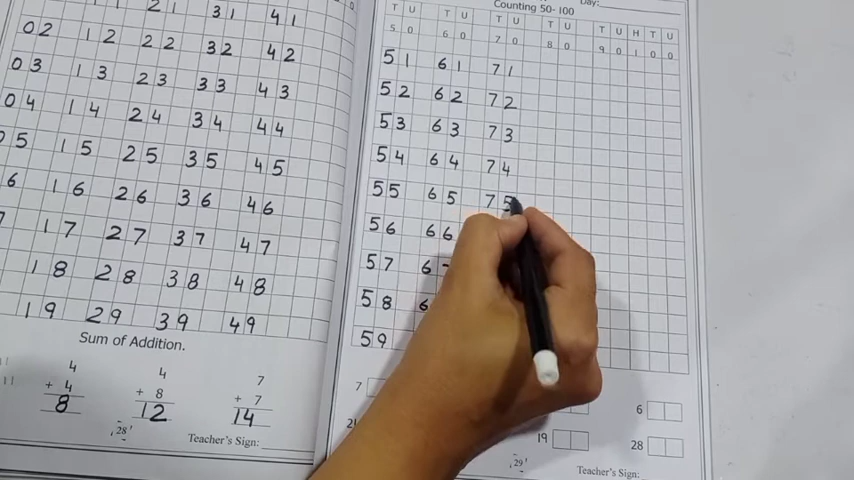 21 31 41
02 12 22 32 42
03 13 23 33 43
04 14 24 34 44
05 15 25 35 45
6 16 26 36 46
7 17 27 37 47
18 28 38 48
19 29 39 49
Sum of Addition.
4 4 7
+ 4 + 8 + 7
8 12 14
28
Teacher's Sign:
Day:
Counting 50-100
T U T U T U T U T U H T U
5 0 6 0 7 0 8 0 9 0 1 0 0
51 61 71
52 62 72
53 63 73
54 64 74
55 65 75
56 66
57 6
58 6
59
7 6
19 28
29
Teacher's Sign: